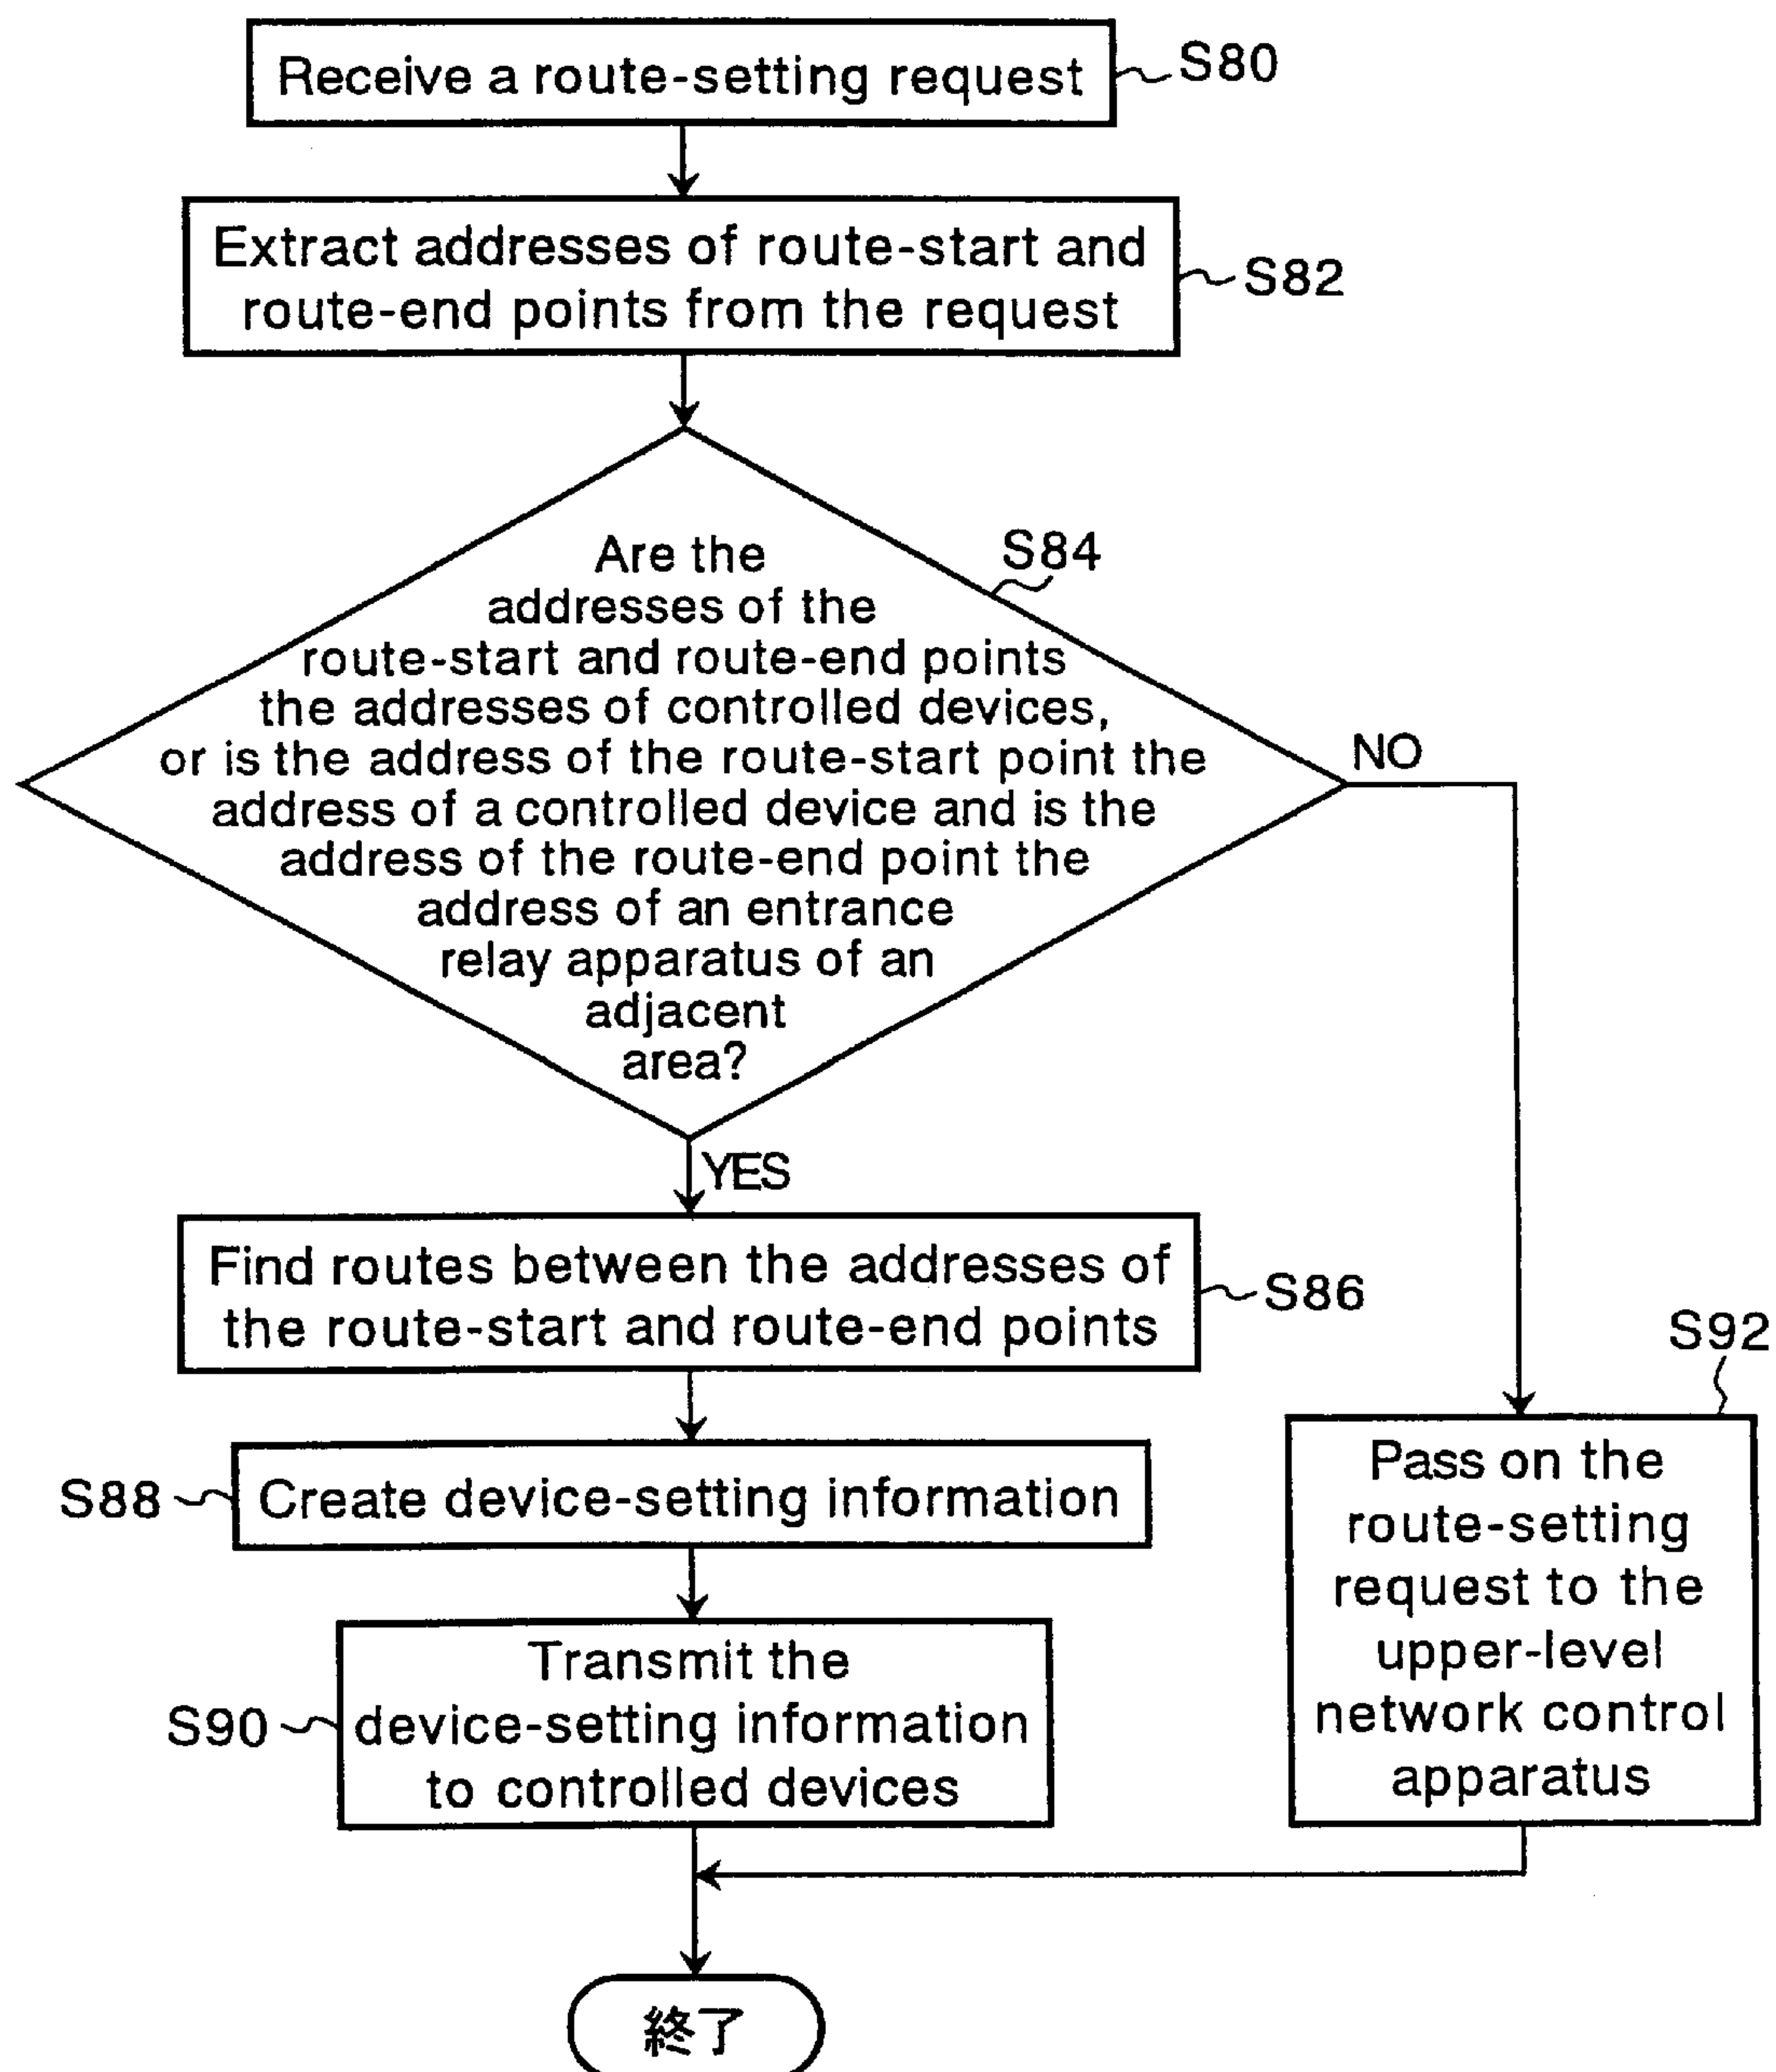 Receive a route-setting request
S80
Extract addresses of route-start and
route-end points from the request
S82
S84
Are the
addresses of the
route-start and route-end points
the addresses of controlled devices,
or is the address of the route-start point the
address of a controlled device and is the
address of the route-end point the
address of an entrance
relay apparatus of an
adjacent
area?
NO
YES
Find routes between the addresses of
the route-start and route-end points
S86
S88
Create device-setting information
S90
Transmit the
device-setting information
to controlled devices
S92
Pass on the
route-setting
request to the
upper-level
network control
apparatus
終了